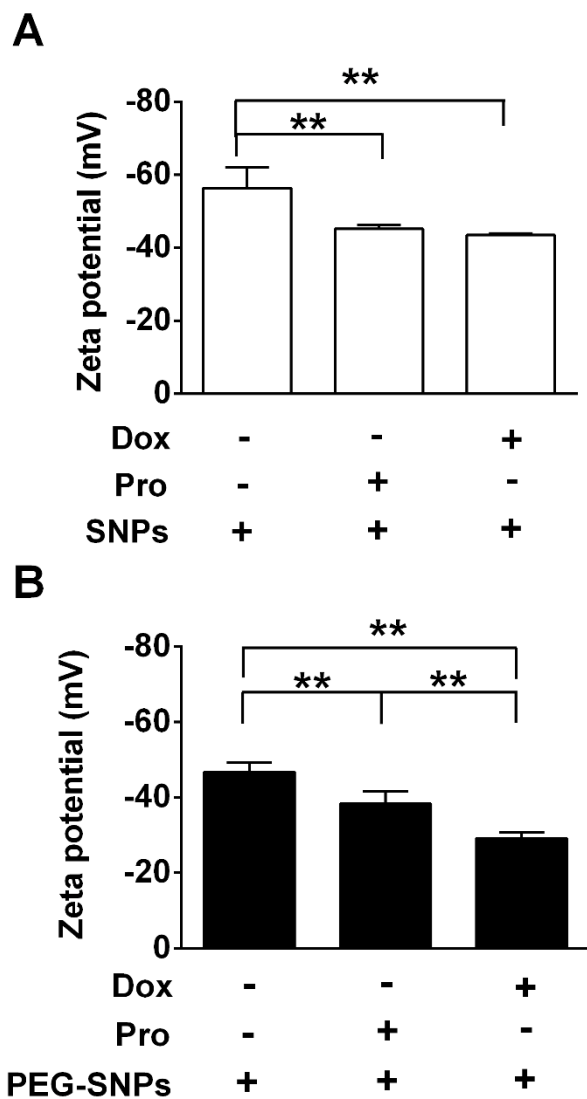 A
**
**
Zeta potential (mV)
-80
-60
-40
-20
0
Dox - - +
Pro - + -
SNPs + + +
B
**
** **
Zeta potential (mV)
-80
-60
-40
-20
0
Dox - - +
Pro - + -
PEG-SNPs + + +